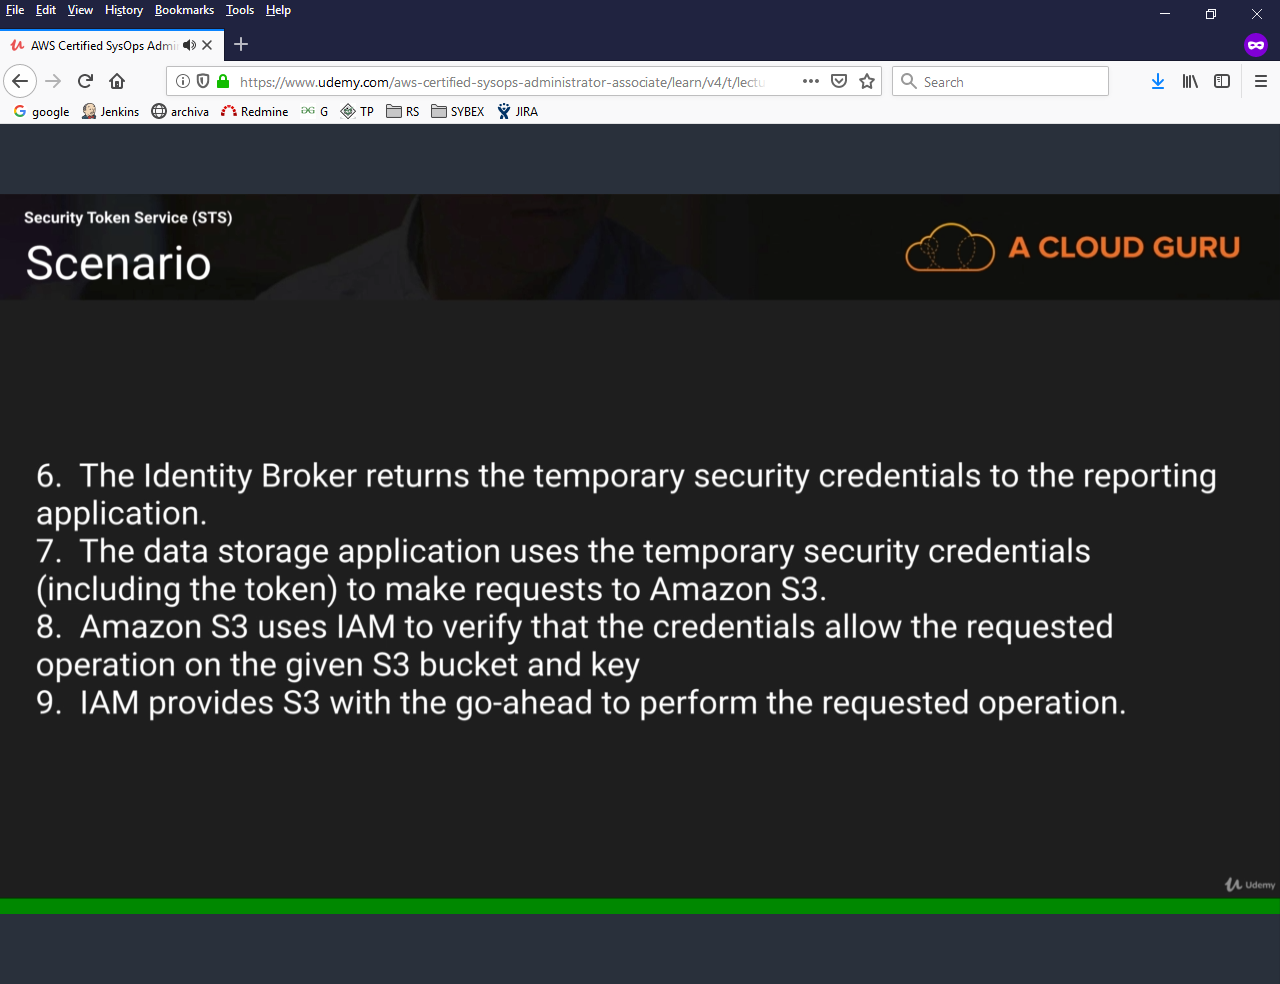 File Edit View History Bookmarks Tools Help
AWS Certified SysOps Admi
https://www.udemy.com/aws-certified-sysops-administrator-associate/learn/v4/t/lectu
Search
google Jenkins archiva Redmine G TP RS SYBEX JIRA
Security Token Service (STS)
Scenario
A CLOUD GURU
6. The Identity Broker returns the temporary security credentials to the reporting
application.
7. The data storage application uses the temporary security credentials
(including the token) to make requests to Amazon S3.
8. Amazon S3 uses IAM to verify that the credentials allow the requested
operation on the given S3 bucket and key
9. IAM provides S3 with the go-ahead to perform the requested operation.
Udemy